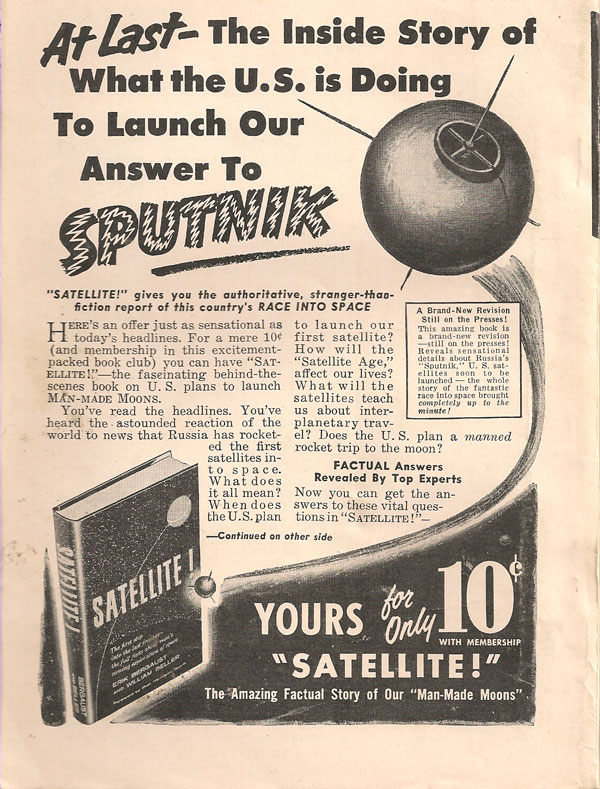 At Last- The Inside Story of
What the U.S. is Doing
To Launch Our
Answer To
SPUTNIK
"SATELLITE!" gives you the authoritative, stranger-than-
fiction report of this country's RACE INTO SPACE
HERE'S an offer just as sensational as
today's headlines. For a mere 10¢
(and membership in this excitement-
packed book club) you can have "SAT-
ELLITE!"—the fascinating behind-the-
scenes book on U.S. plans to launch
MAN-MADE MOONS.
You've read the headlines. You've
heard the astounded reaction of the
world to news that Russia has rocket-
ed the first
satellites in-
to space.
What does
it all mean?
When does
the U.S. plan
to launch our
first satellite?
How will the
"Satellite Age,"
affect our lives?
What will the
satellites teach
us about inter-
planetary trav-
el? Does the U.S. plan a manned
rocket trip to the moon?
FACTUAL Answers
Revealed By Top Experts
Now you can get the an-
swers to these vital ques-
tions in "SATELLITE!"—
—Continued on other side
A Brand-New Revision
Still on the Presses!
This amazing book is
a brand-new revision
—still on the presses!
Reveals sensational
details about Russia's
"Sputnik," U.S. sat-
ellites soon to be
launched — the whole
story of the fantastic
race into space brought
completely up to the
minute!
SATELLITE!
BERGAUST
SATELLITE!
The first step
into the last frontier—
ERIK BERGAUST
AND WILLIAM BELLER
YOURS for Only 10¢
WITH MEMBERSHIP
"SATELLITE!"
The Amazing Factual Story of Our "Man-Made Moons"